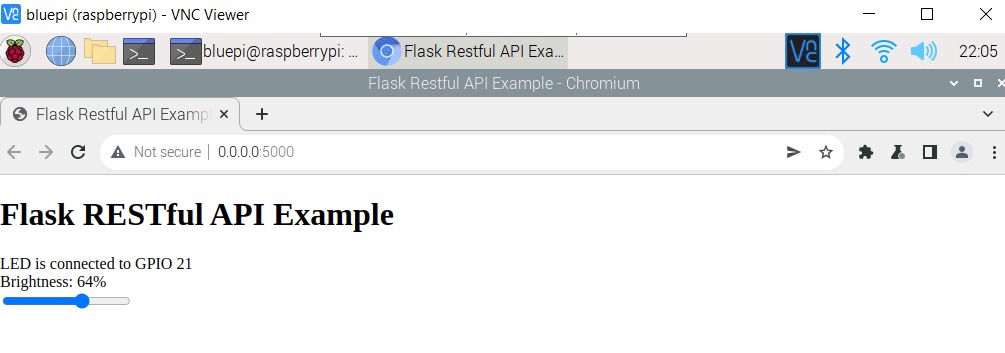 bluepi (raspberrypi) - VNC Viewer
bluepi@raspberrypi: ... Flask Restful API Exa... 22:05
Flask Restful API Example - Chromium
Flask Restful API Exampl
Not secure 0.0.0.0:5000
Flask RESTful API Example
LED is connected to GPIO 21
Brightness: 64%